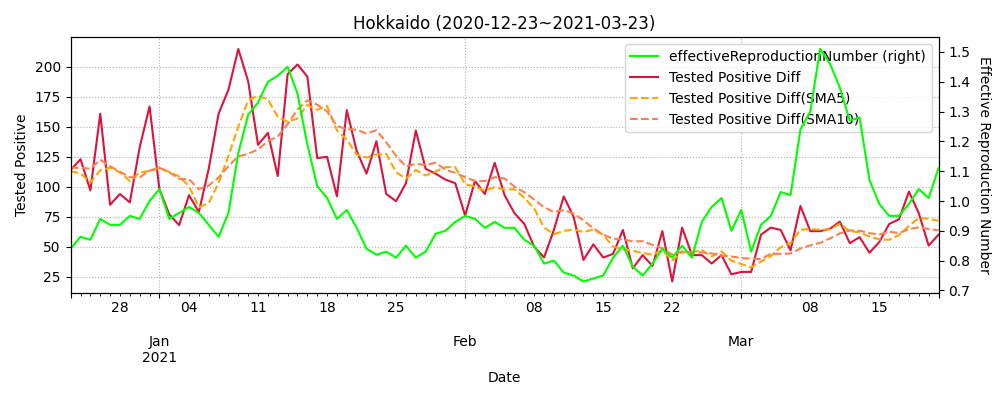 Hokkaido (2020-12-23~2021-03-23)
effectiveReproductionNumber (right)
Tested Positive Diff
Tested Positive Diff(SMA5)
Tested Positive Diff(SMA10)
Tested Positive
200
175
150
125
100
75
50
25
1.5
1.4
1.3
1.2
1.1
1.0
0.9
0.8
0.7
Effective Reproduction Number
28 04 11 18 25 08 15 22 08 15
Jan Feb Mar
2021
Date